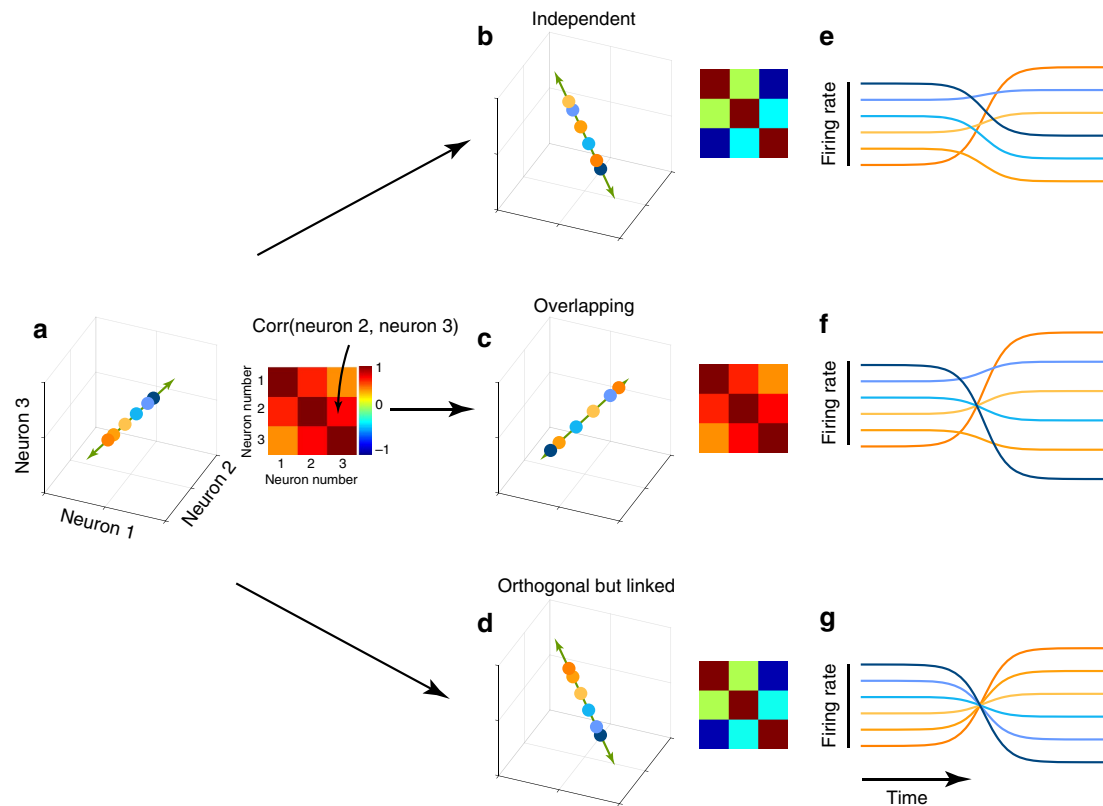 b
Independent
e
Firing rate
a
Neuron 3
Neuron 1
Neuron 2
Corr(neuron 2, neuron 3)
Neuron number
1
2
3
1 2 3
Neuron number
1
0
–1
c
Overlapping
f
Firing rate
d
Orthogonal but linked
g
Firing rate
Time